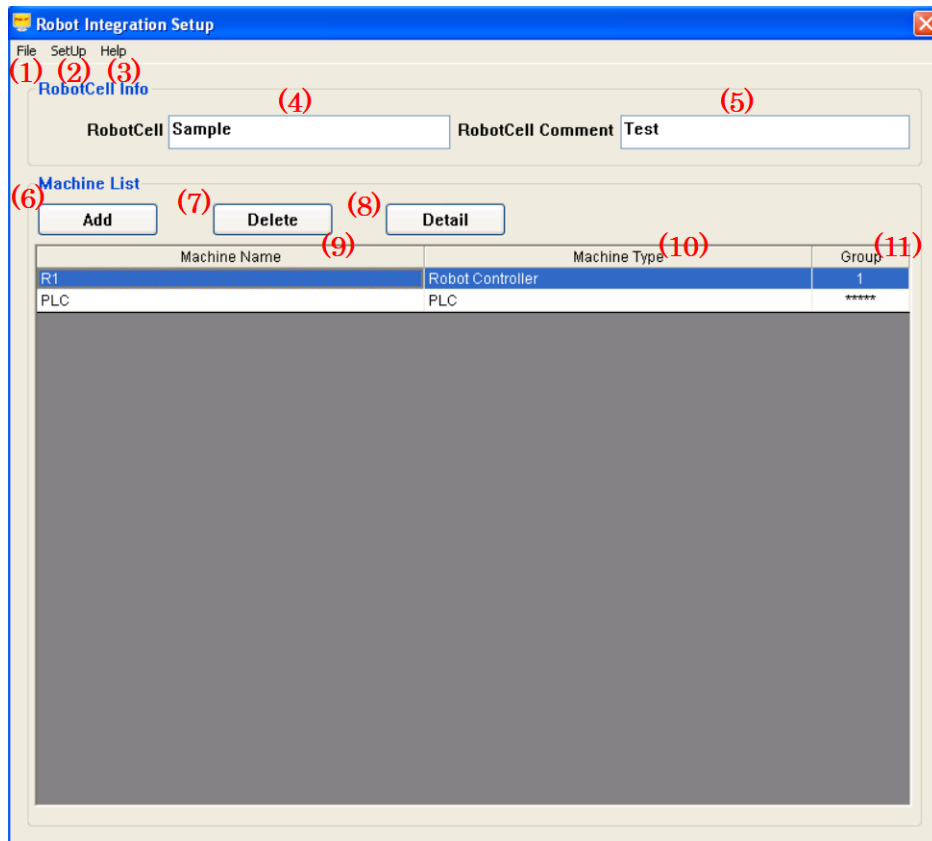 Robot Integration Setup
File SetUp Help
(1) (2) (3)
RobotCell Info
(4) (5)
RobotCell Sample RobotCell Comment Test
Machine List
(6) (7) (8)
Add Delete Detail
(9) (10) (11)
Machine Name Machine Type Group
R1 Robot Controller 1
PLC PLC *****